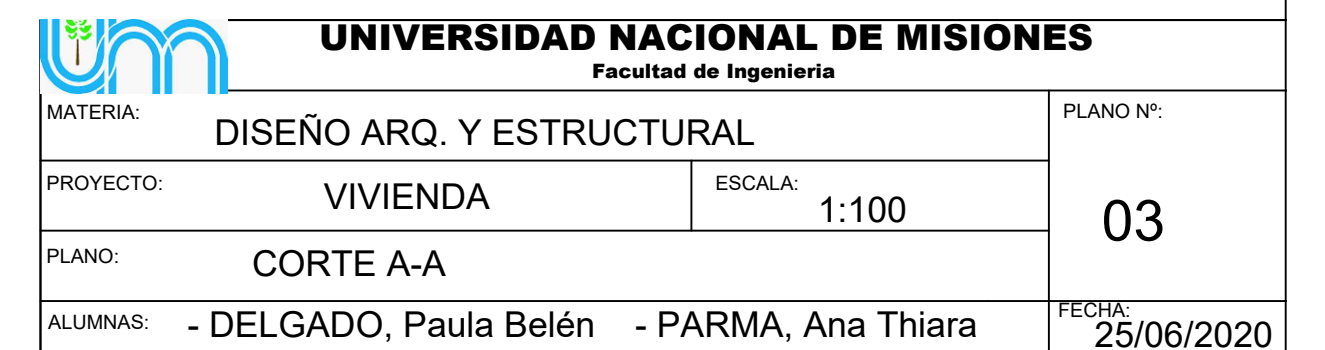 um
UNIVERSIDAD NACIONAL DE MISIONES
Facultad de Ingenieria
MATERIA: DISEÑO ARQ. Y ESTRUCTURAL
PLANO Nº:
03
PROYECTO: VIVIENDA
ESCALA: 1:100
PLANO: CORTE A-A
ALUMNAS: - DELGADO, Paula Belén - PARMA, Ana Thiara
FECHA:
25/06/2020